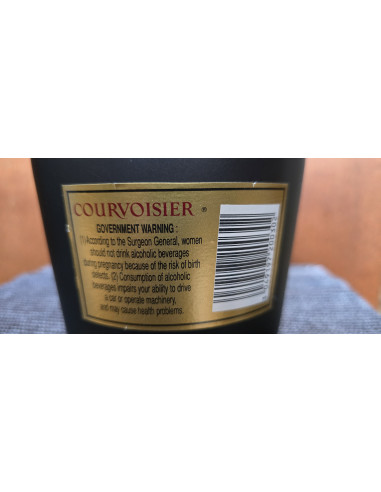 COURVOISIER ®
GOVERNMENT WARNING :
(1) According to the Surgeon General, women
should not drink alcoholic beverages
during pregnancy because of the risk of birth
defects. (2) Consumption of alcoholic
beverages impairs your ability to drive
a car or operate machinery,
and may cause health problems.